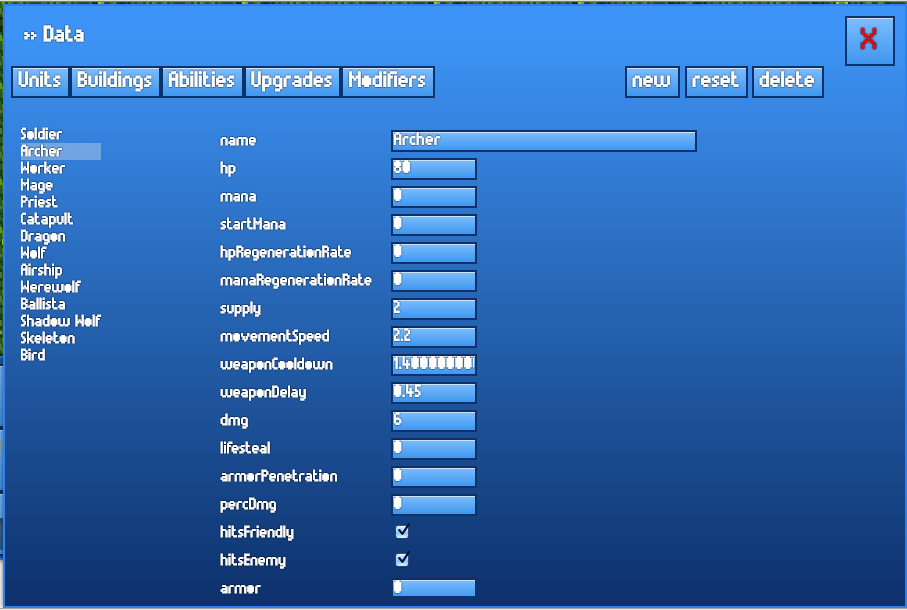 » Data
X
Units Buildings Abilities Upgrades Modifiers new reset delete
Soldier
Archer
Worker
Mage
Priest
Catapult
Dragon
Wolf
Airship
Werewolf
Ballista
Shadow Wolf
Skeleton
Bird
name Archer
hp 80
mana 0
startMana 0
hpRegenerationRate 0
manaRegenerationRate 0
supply 2
movementSpeed 2.2
weaponCooldown 1.40000000
weaponDelay 0.45
dmg 6
lifesteal 0
armorPenetration 0
percDmg 0
hitsFriendly
hitsEnemy
armor 0